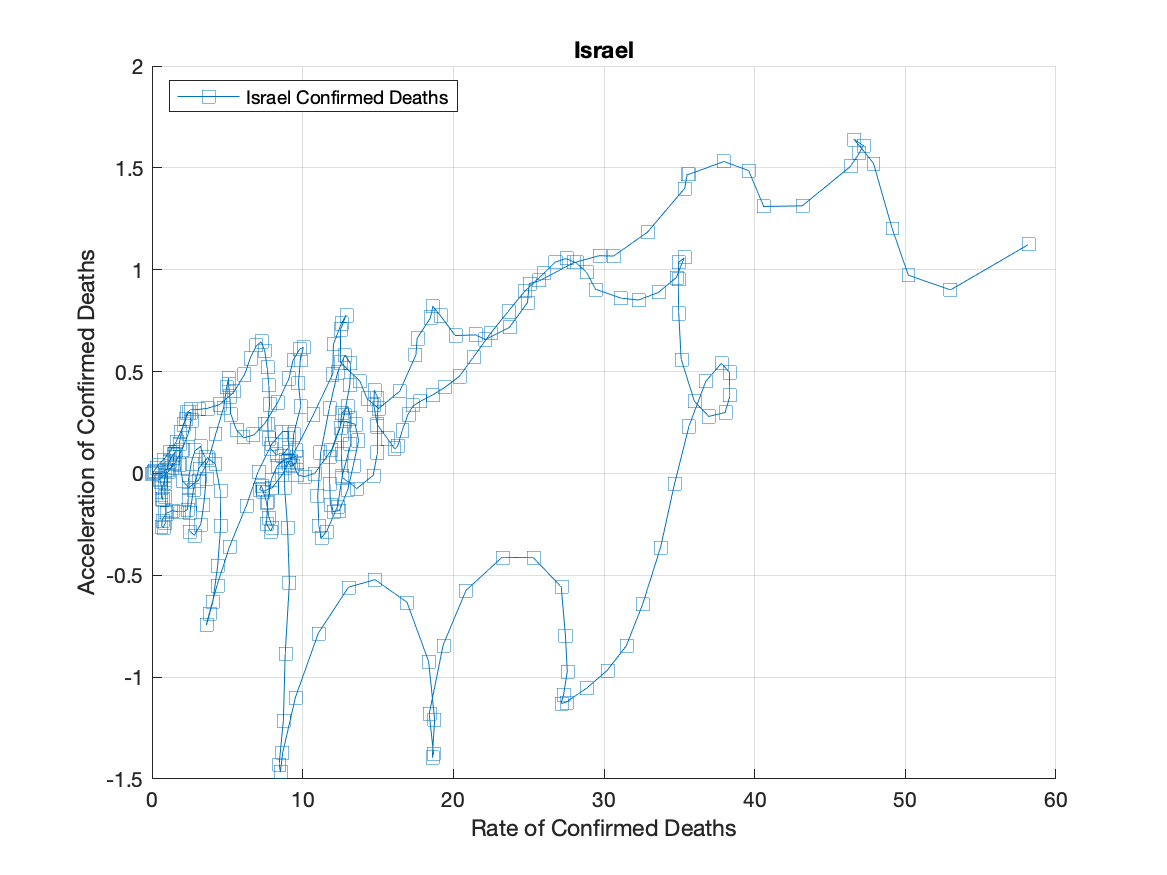 Israel
Israel Confirmed Deaths
2
1.5
1
0.5
0
-0.5
-1
-1.5
Acceleration of Confirmed Deaths
0 10 20 30 40 50 60
Rate of Confirmed Deaths